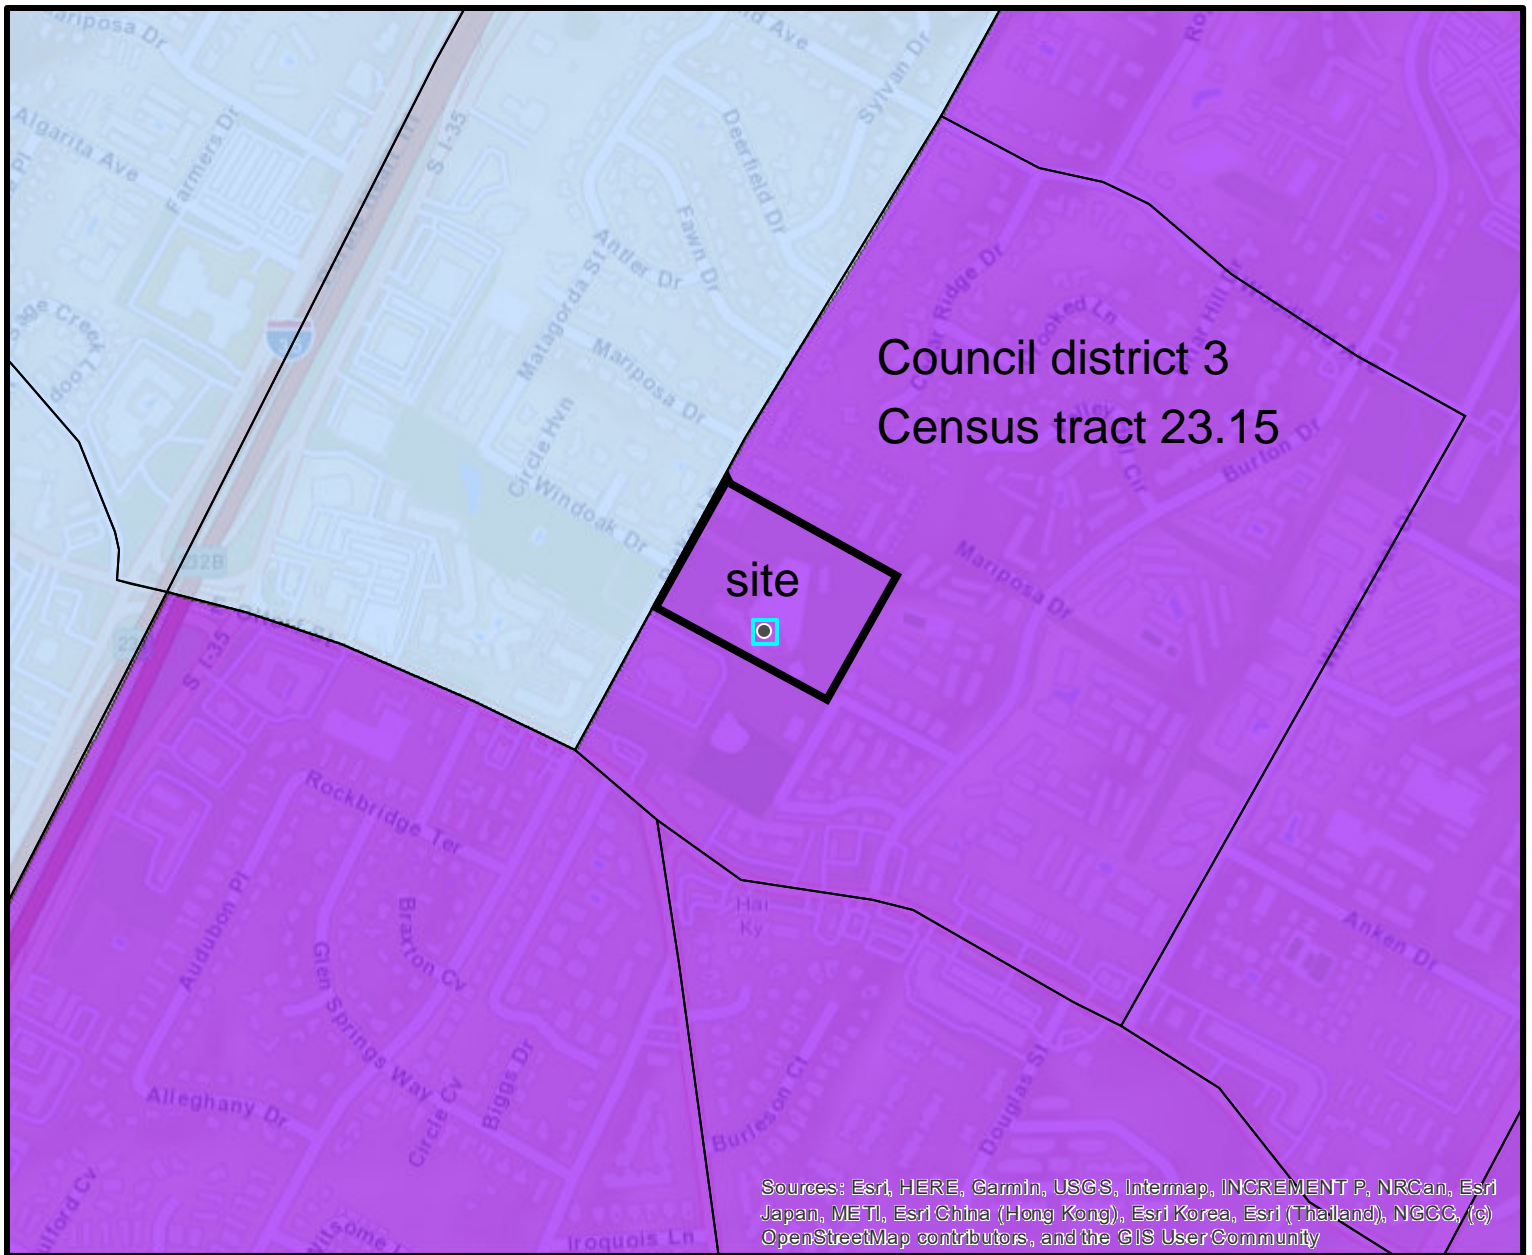 Mariposa Dr
Ave
Sylvan Dr
Algarita Ave
Farmers Dr
S I-35
Deerfield Dr
Fawn Dr
Antler Dr
Matagorda St
Mariposa Dr
Circle Hvn
Windoak Dr
Loop
Ridge Dr
Council district 3
Census tract 23.15
Burton Dr
site
Mariposa Dr
S I-35
Rockbridge Ter
Audubon Pl
Braxton Cv
Glen Springs Way
Hai
Ky
Anken Dr
Alleghany Dr
Circle Cv
Biggs Dr
Burleson Ct
Douglas St
Iroquois Ln
Sources: Esri, HERE, Garmin, USGS, Intermap, INCREMENT P, NRCan, Esri
Japan, METI, Esri China (Hong Kong), Esri Korea, Esri (Thailand), NGCC, (c)
OpenStreetMap contributors, and the GIS User Community